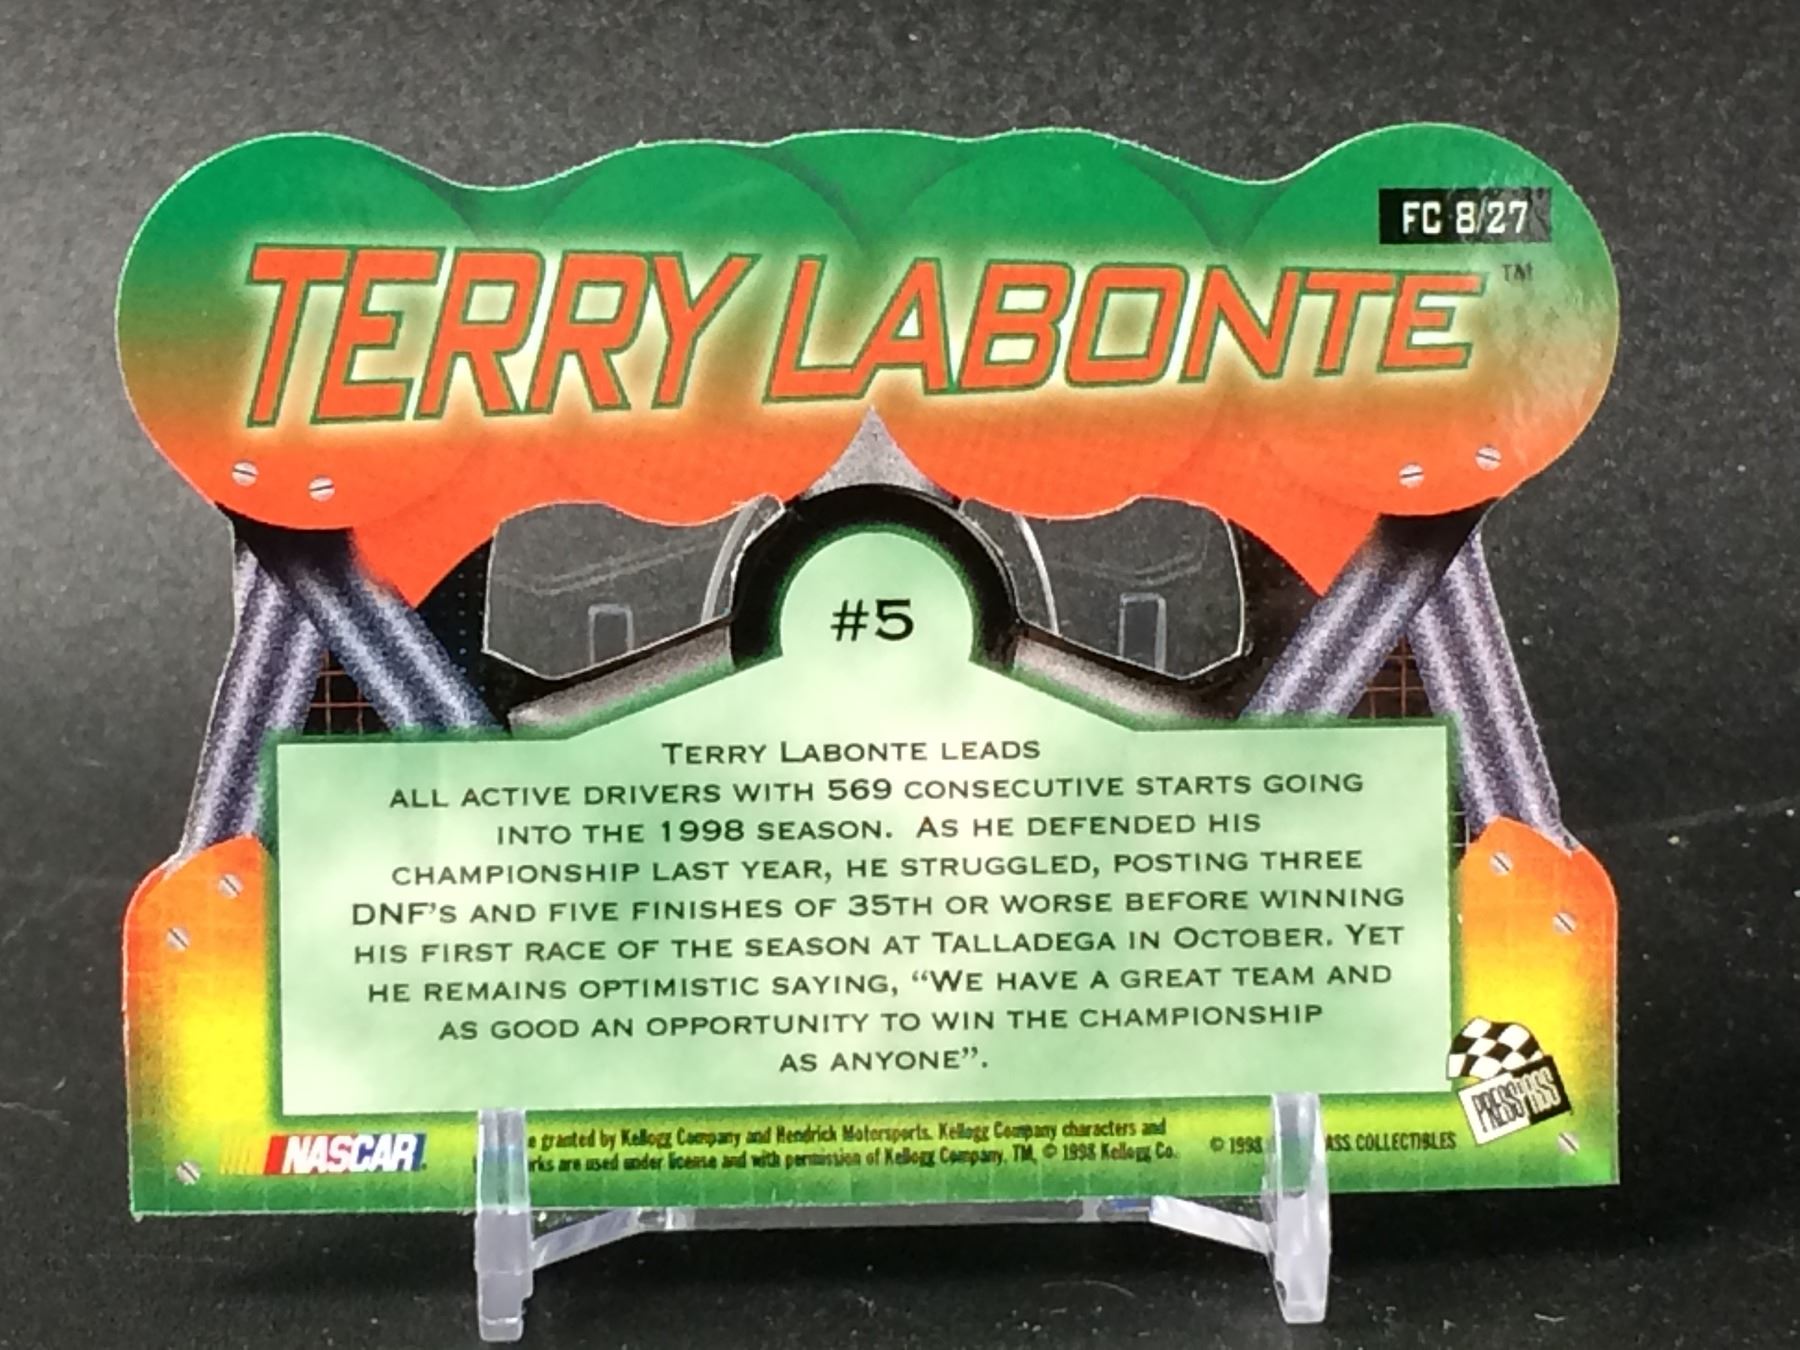 FC 8/27
TERRY LABONTE™
#5
TERRY LABONTE LEADS
ALL ACTIVE DRIVERS WITH 569 CONSECUTIVE STARTS GOING
INTO THE 1998 SEASON. AS HE DEFENDED HIS
CHAMPIONSHIP LAST YEAR, HE STRUGGLED, POSTING THREE
DNF'S AND FIVE FINISHES OF 35TH OR WORSE BEFORE WINNING
HIS FIRST RACE OF THE SEASON AT TALLADEGA IN OCTOBER. YET
HE REMAINS OPTIMISTIC SAYING, "WE HAVE A GREAT TEAM AND
AS GOOD AN OPPORTUNITY TO WIN THE CHAMPIONSHIP
AS ANYONE".
PRESS PASS
NASCAR
granted by Kellogg Company and Hendrick Motorsports. Kellogg Company characters and
are used under license and with permission of Kellogg Company. TM, © 1998 Kellogg Co.
© 1998 COLLECTIBLES